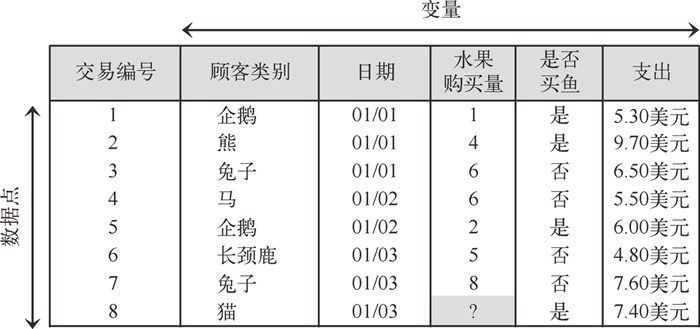 变量
交易编号 顾客类别 日期 水果购买量 是否买鱼 支出
1 企鹅 01/01 1 是 5.30美元
2 熊 01/01 4 是 9.70美元
3 兔子 01/01 6 否 6.50美元
4 马 01/02 6 否 5.50美元
5 企鹅 01/02 2 是 6.00美元
6 长颈鹿 01/03 5 否 4.80美元
7 兔子 01/03 8 否 7.60美元
8 猫 01/03 ? 是 7.40美元
数据点